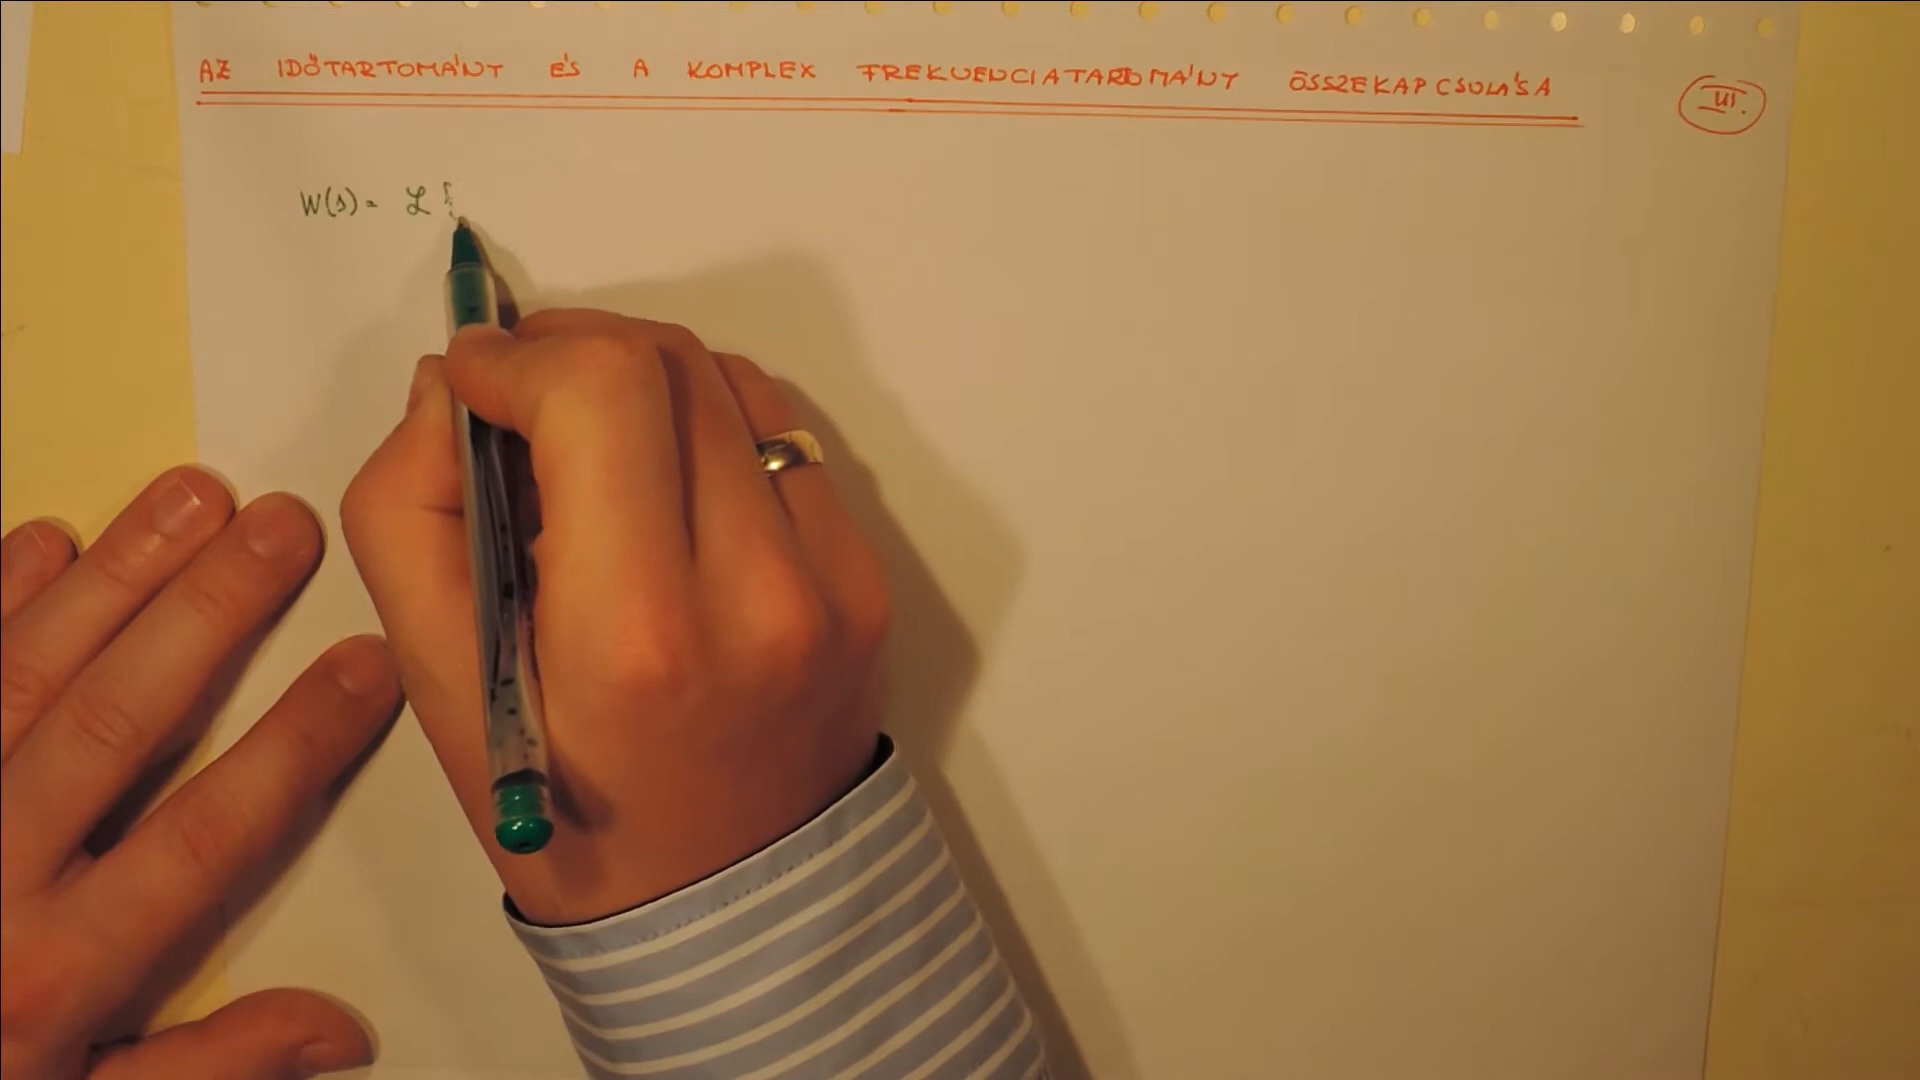 AZ IDŐTARTOMÁNY ÉS A KOMPLEX FREKVENCIATARTOMÁNY ÖSSZEKAPCSOLÁSA
III.
W(s) = ℒ {